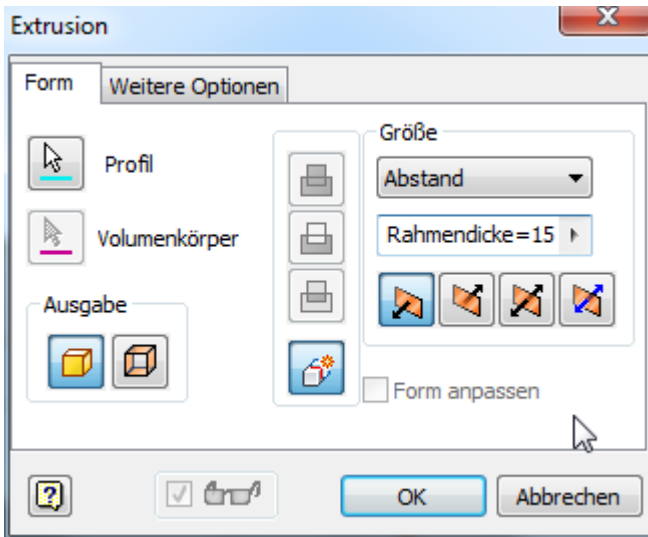 Extrusion
Form
Weitere Optionen
Profil
Volumenkörper
Ausgabe
Größe
Abstand
Rahmendicke=15
Form anpassen
OK
Abbrechen